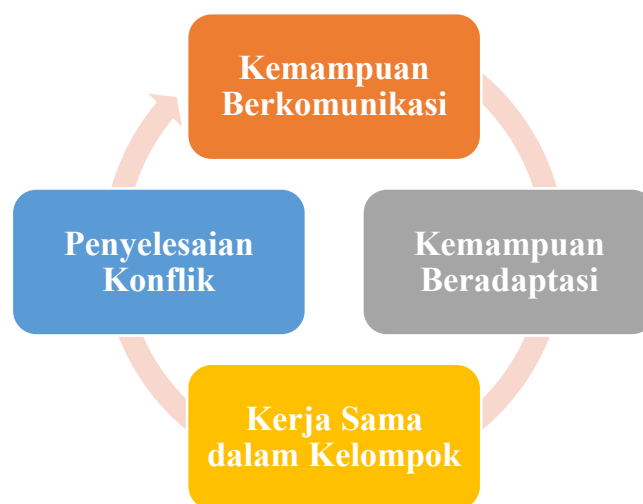 Kemampuan
Berkomunikasi
Kemampuan
Beradaptasi
Kerja Sama
dalam Kelompok
Penyelesaian
Konflik